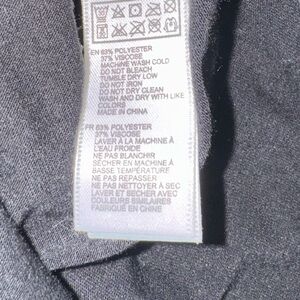 EN 63% POLYESTER
37% VISCOSE
MACHINE WASH COLD
DO NOT BLEACH
TUMBLE DRY LOW
DO NOT IRON
DO NOT DRY CLEAN
WASH AND DRY WITH LIKE
COLORS
MADE IN CHINA
FR 63% POLYESTER
37% VISCOSE
LAVER À LA MACHINE À
L'EAU FROIDE
NE PAS BLANCHIR
SÉCHER EN MACHINE À
BASSE TEMPÉRATURE
NE PAS REPASSER
NE PAS NETTOYER À SEC
LAVER ET SECHER AVEC
COULEURS SIMILAIRES
FABRIQUÉ EN CHINE